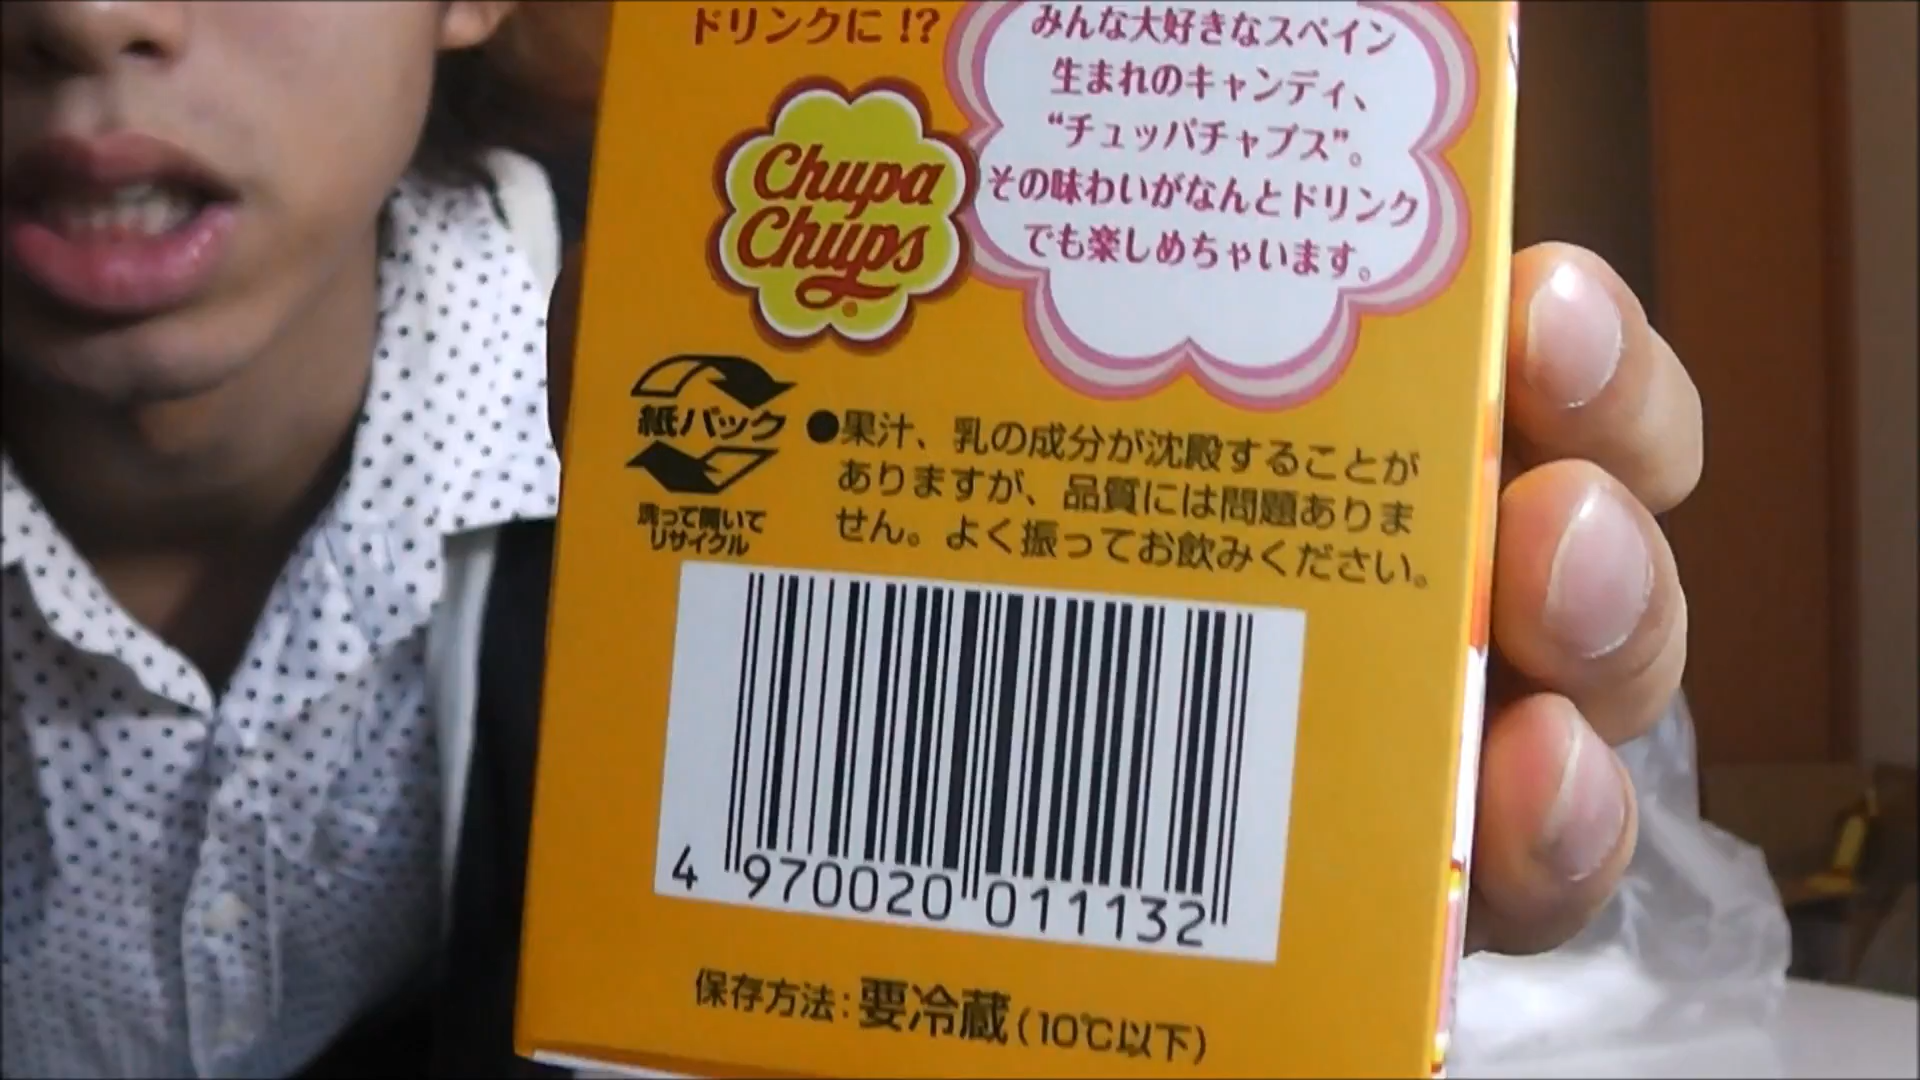 ドリンクに!?
みんな大好きなスペイン
生まれのキャンディ、
“チュッパチャプス”。
その味わいがなんとドリンク
でも楽しめちゃいます。
Chupa
Chups
®
紙パック
洗って開いて
リサイクル
●果汁、乳の成分が沈殿することが
ありますが、品質には問題ありま
せん。よく振ってお飲みください。
4 970020 011132
保存方法:要冷蔵(10℃以下)